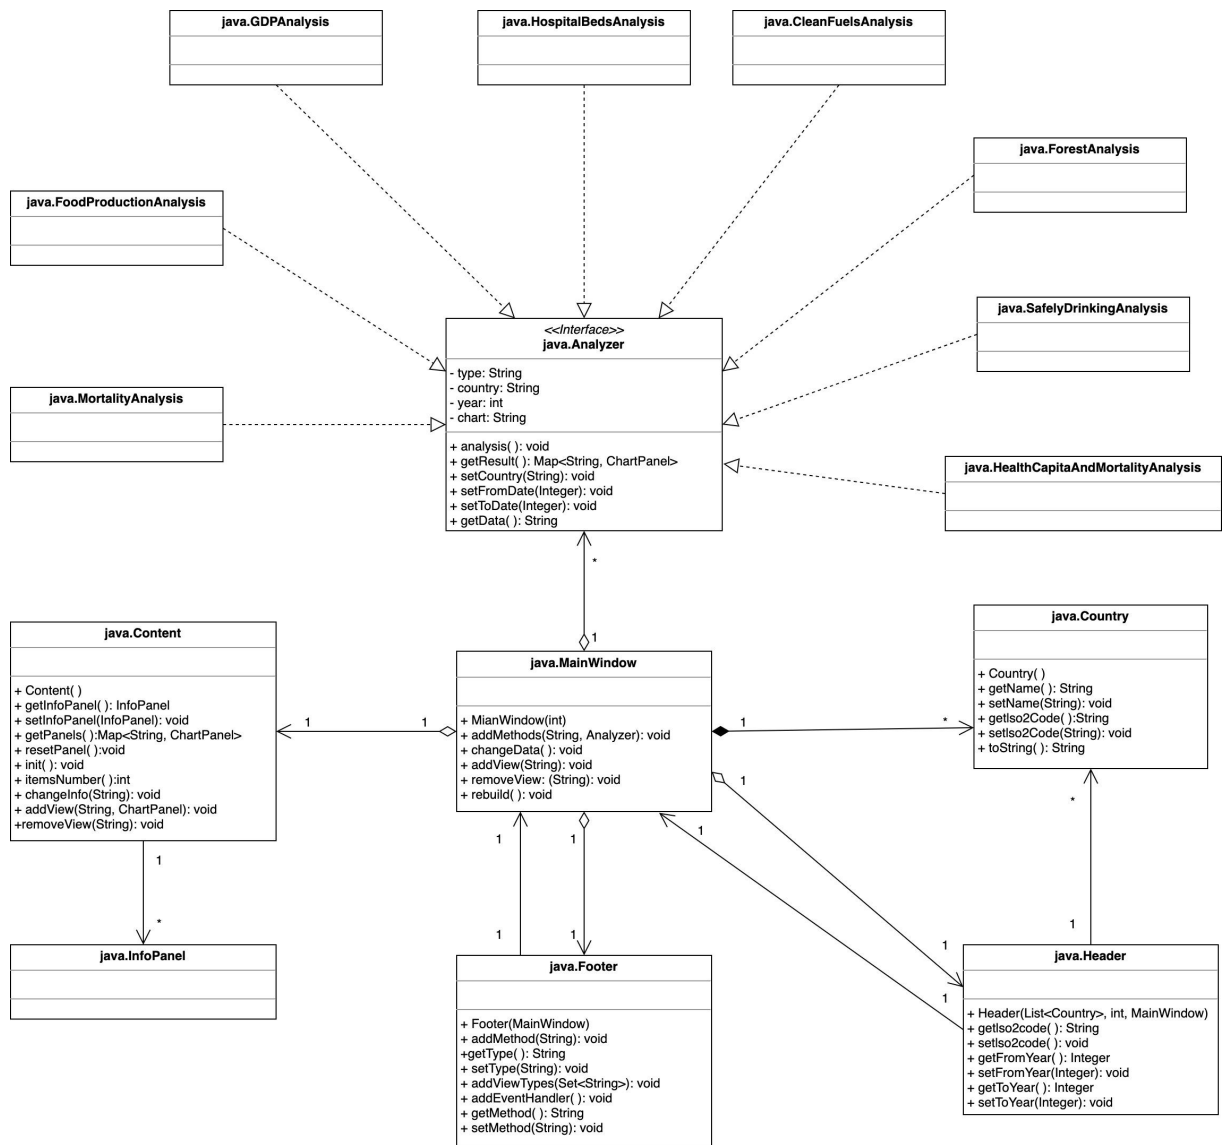 java.GDPAnalysis
java.HospitalBedsAnalysis
java.CleanFuelsAnalysis
java.ForestAnalysis
java.FoodProductionAnalysis
java.SafelyDrinkingAnalysis
<<Interface>>
java.Analyzer
- type: String
- country: String
- year: int
- chart: String
+ analysis( ): void
+ getResult( ): Map<String, ChartPanel>
+ setCountry(String): void
+ setFromDate(Integer): void
+ setToDate(Integer): void
+ getData( ): String
java.MortalityAnalysis
java.HealthCapitaAndMortalityAnalysis
*
1
java.Content
+ Content( )
+ getInfoPanel( ): InfoPanel
+ setInfoPanel(InfoPanel): void
+ getPanels( ):Map<String, ChartPanel>
+ resetPanel( ):void
+ init( ): void
+ itemsNumber( ):int
+ changeInfo(String): void
+ addView(String, ChartPanel): void
+removeView(String): void
1
1
java.MainWindow
+ MianWindow(int)
+ addMethods(String, Analyzer): void
+ changeData( ): void
+ addView(String): void
+ removeView: (String): void
+ rebuild( ): void
1
*
java.Country
+ Country( )
+ getName( ): String
+ setName(String): void
+ getIso2Code( ):String
+ setIso2Code(String): void
+ toString( ): String
1
*
1
1
1
1
*
1
1
1
1
1
1
java.InfoPanel
java.Footer
+ Footer(MainWindow)
+ addMethod(String): void
+getType( ): String
+ setType(String): void
+ addViewTypes(Set<String>): void
+ addEventHandler( ): void
+ getMethod( ): String
+ setMethod(String): void
java.Header
+ Header(List<Country>, int, MainWindow)
+ getIso2code( ): String
+ setIso2code( ): void
+ getFromYear( ): Integer
+ setFromYear(Integer): void
+ getToYear( ): Integer
+ setToYear(Integer): void